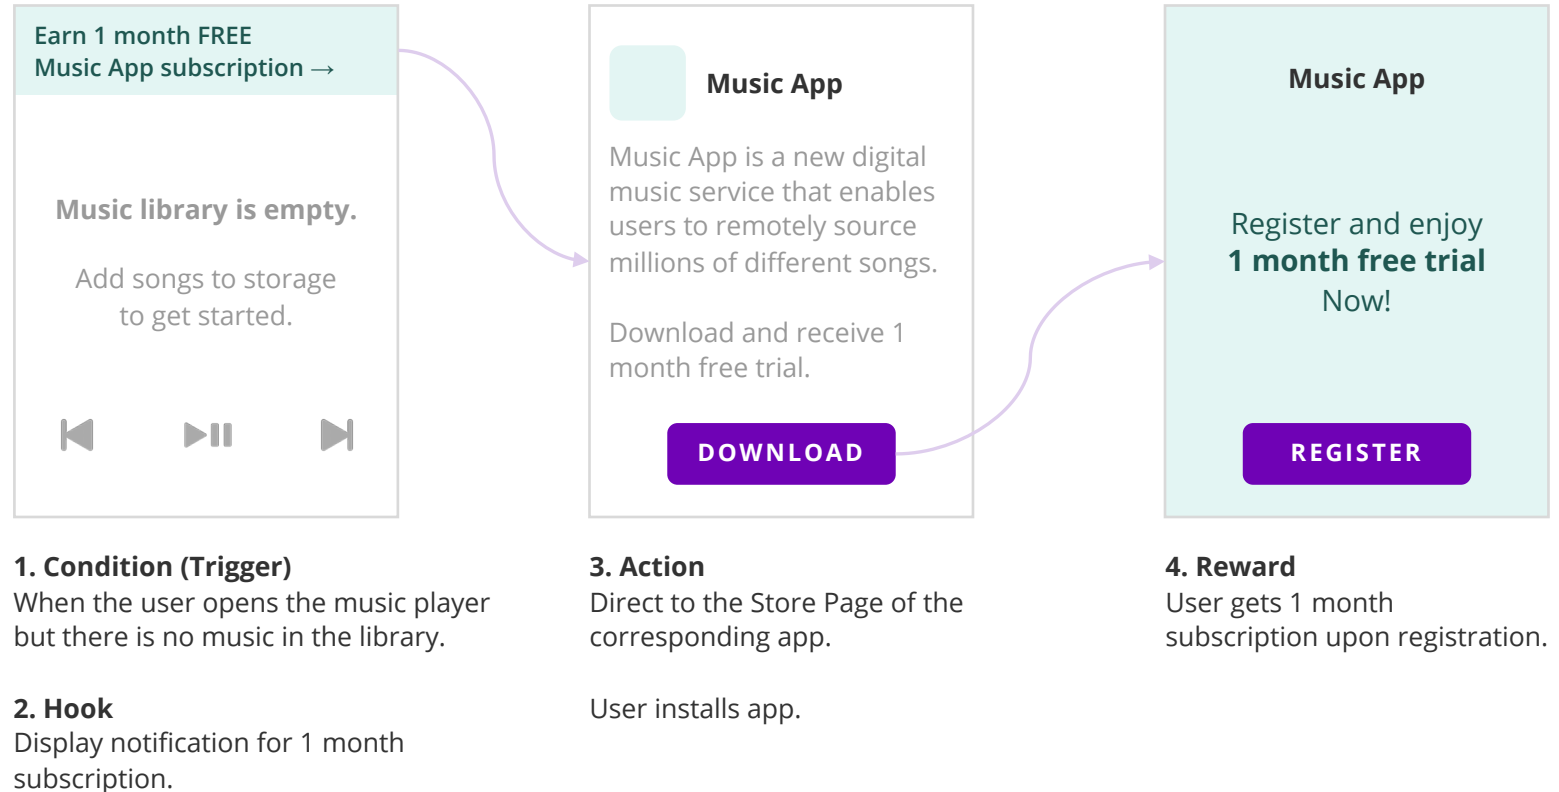 Earn 1 month FREE
Music App subscription →
Music library is empty.
Add songs to storage
to get started.
Music App
Music App is a new digital
music service that enables
users to remotely source
millions of different songs.
Download and receive 1
month free trial.
DOWNLOAD
Music App
Register and enjoy
1 month free trial
Now!
REGISTER
1. Condition (Trigger)
When the user opens the music player
but there is no music in the library.
2. Hook
Display notification for 1 month
subscription.
3. Action
Direct to the Store Page of the
corresponding app.
User installs app.
4. Reward
User gets 1 month
subscription upon registration.